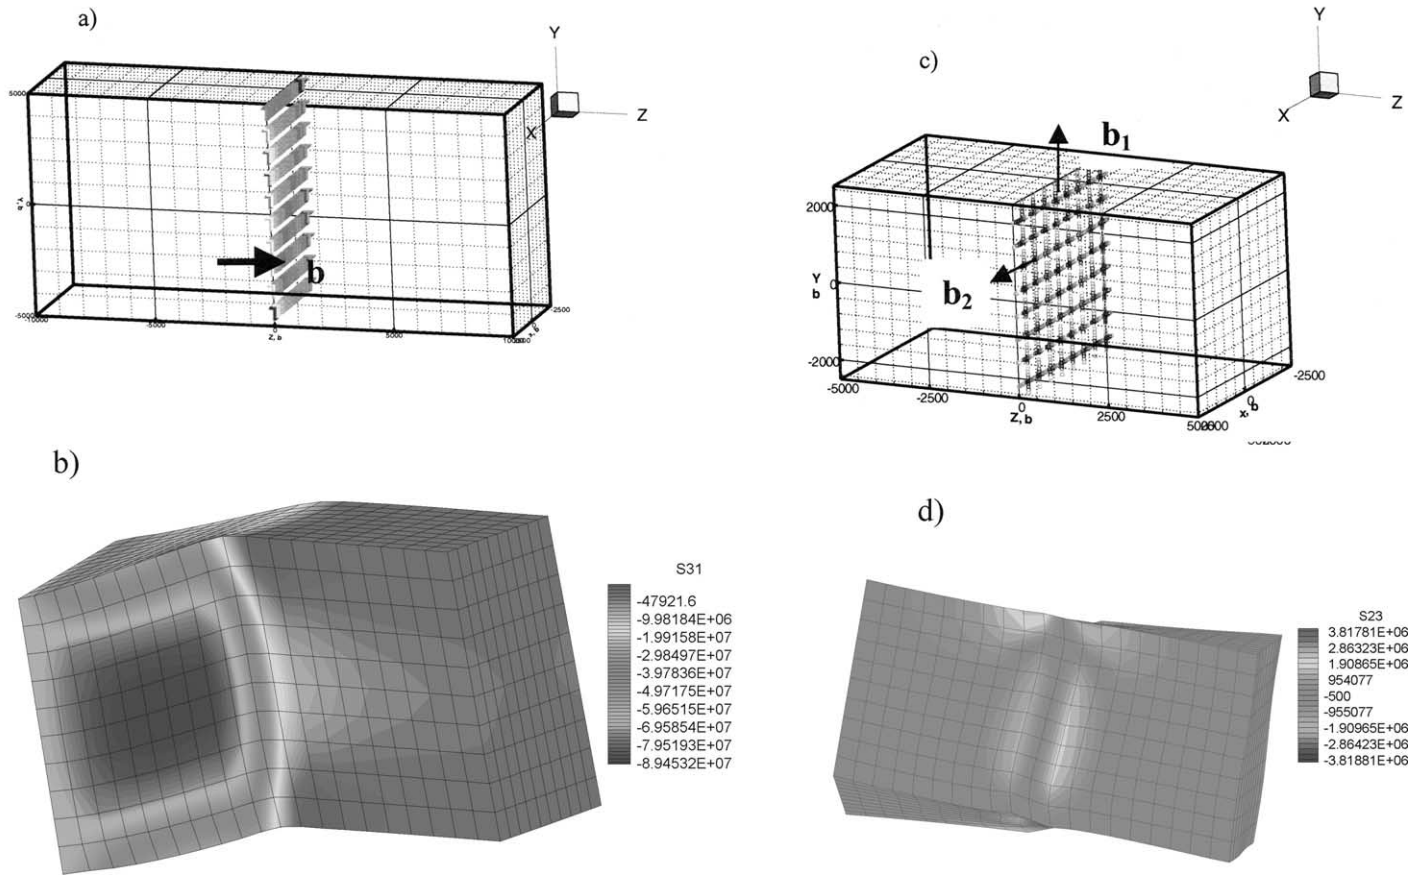 a)
Y
Z
X
5000
0
-5000
-10000
-5000
0
Z, b
5000
-2500
b
c)
Y
Z
X
b1
b2
2000
Y
b
0
-2000
-5000
-2500
0
Z, b
2500
0
x, b
-2500
b)
S31
-47921.6
-9.98184E+06
-1.99158E+07
-2.98497E+07
-3.97836E+07
-4.97175E+07
-5.96515E+07
-6.95854E+07
-7.95193E+07
-8.94532E+07
d)
S23
3.81781E+06
2.86323E+06
1.90865E+06
954077
-500
-955077
-1.90965E+06
-2.86423E+06
-3.81881E+06